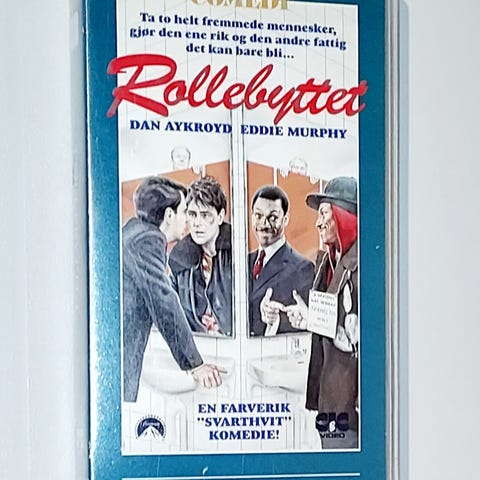 COMEDY
Ta to helt fremmede mennesker,
gjør den ene rik og den andre fattig
det kan bare bli...
Rollebyttet
DAN AYKROYD EDDIE MURPHY
EN FARVERIK
"SVARTHVIT"
KOMEDIE!
Paramount
CIC
VIDEO